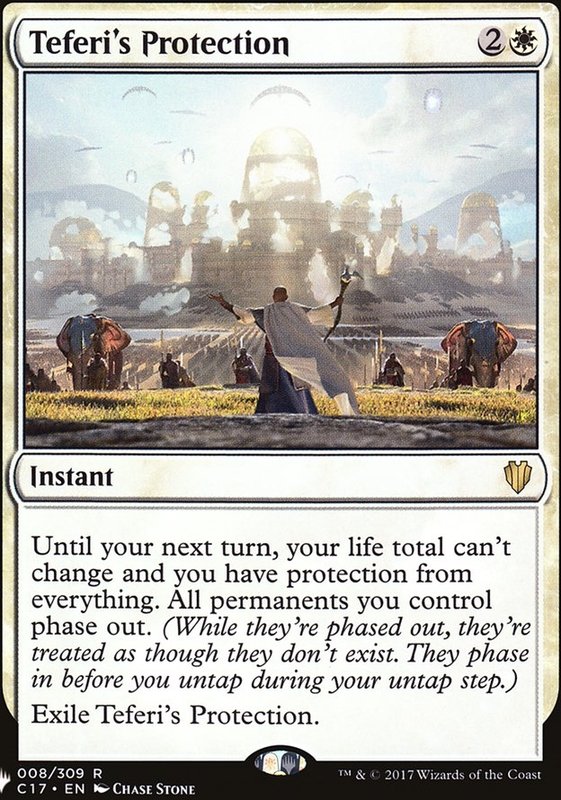 Teferi's Protection 2
Instant
Until your next turn, your life total can't
change and you have protection from
everything. All permanents you control
phase out. (While they're phased out, they're
treated as though they don't exist. They phase
in before you untap during your untap step.)
Exile Teferi's Protection.
008/309 R
C17 • EN Chase Stone
™ & © 2017 Wizards of the Coast